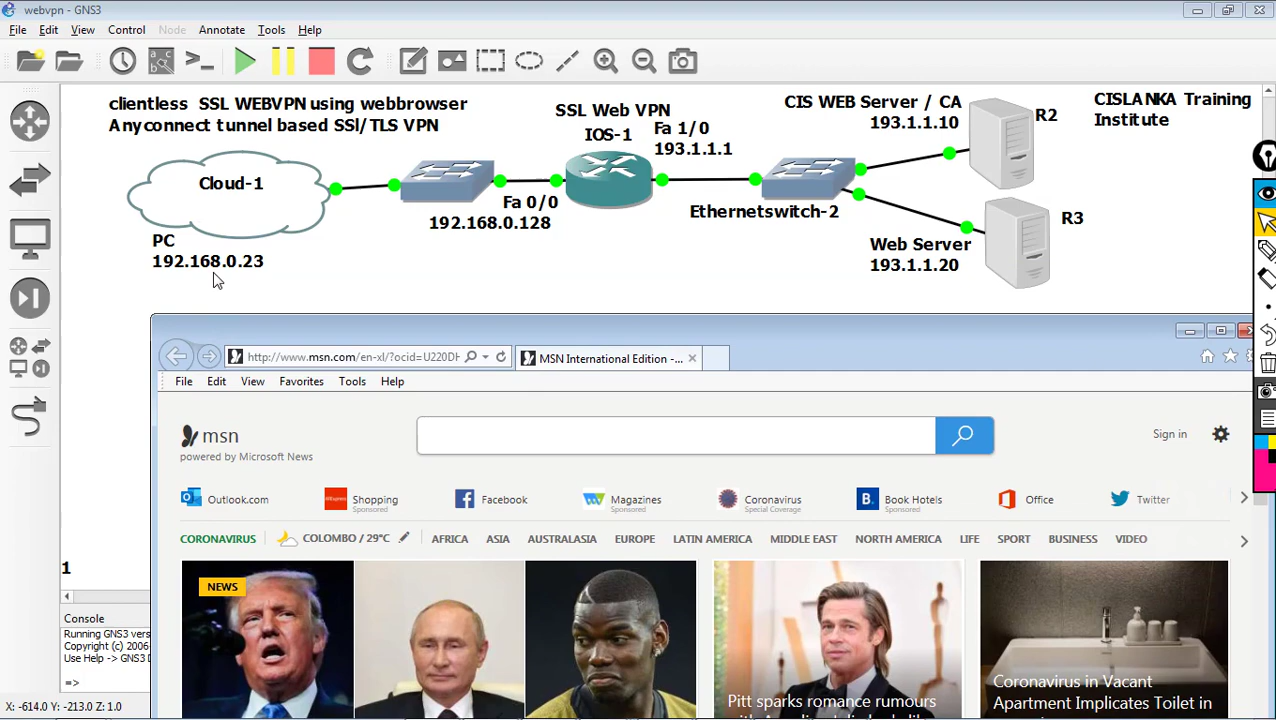 webvpn - GNS3
File Edit View Control Node Annotate Tools Help
clientless SSL WEBVPN using webbrowser
Anyconnect tunnel based SSl/TLS VPN
SSL Web VPN
IOS-1
Fa 1/0
193.1.1.1
CIS WEB Server / CA
193.1.1.10
R2
CISLANKA Training
Institute
Cloud-1
PC
192.168.0.23
Fa 0/0
192.168.0.128
Ethernetswitch-2
Web Server
193.1.1.20
R3
http://www.msn.com/en-xl/?ocid=U220DH
MSN International Edition -...
File Edit View Favorites Tools Help
msn
powered by Microsoft News
Sign in
Outlook.com
Shopping
Sponsored
Facebook
Magazines
Sponsored
Coronavirus
Special Coverage
Book Hotels
Sponsored
Office
Twitter
CORONAVIRUS COLOMBO / 29°C AFRICA ASIA AUSTRALASIA EUROPE LATIN AMERICA MIDDLE EAST NORTH AMERICA LIFE SPORT BUSINESS VIDEO
1
NEWS
Pitt sparks romance rumours
Coronavirus in Vacant
Apartment Implicates Toilet in
Console
Running GNS3 vers
Copyright (c) 2006
Use Help -> GNS3 D
=>
X: -614.0 Y: -213.0 Z: 1.0